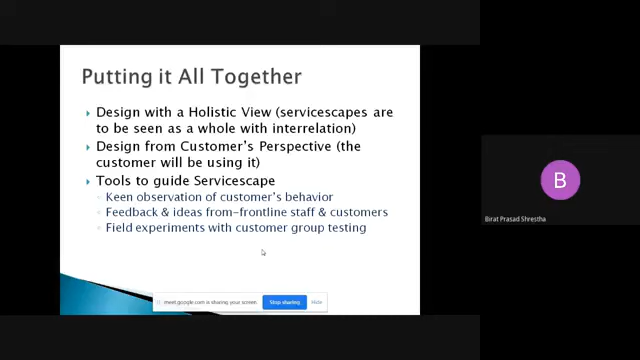 Putting it All Together
Design with a Holistic View (servicescapes are
to be seen as a whole with interrelation)
Design from Customer's Perspective (the
customer will be using it)
Tools to guide Servicescape
Keen observation of customer's behavior
Feedback & ideas from-frontline staff & customers
Field experiments with customer group testing
meet.google.com is sharing your screen.
Stop sharing
Hide
B
Birat Prasad Shrestha